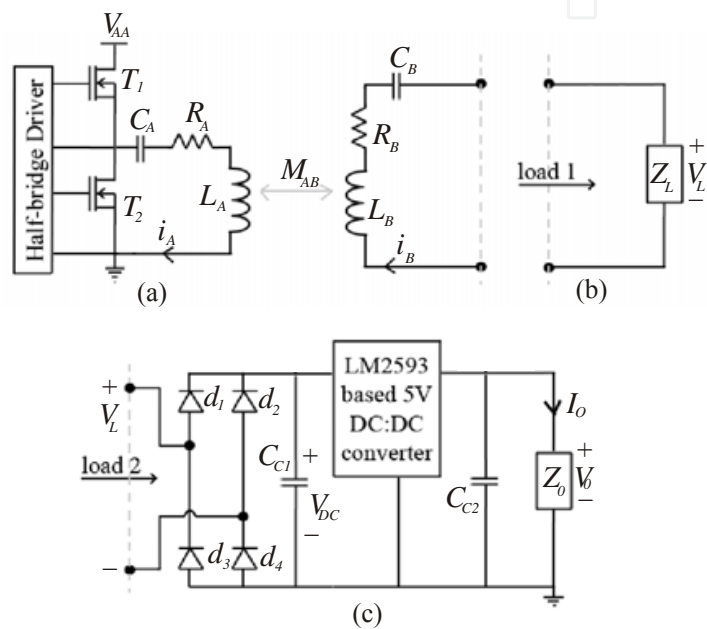 V_AA
T_1
C_A
R_A
Half-bridge Driver
T_2
L_A
M_AB
i_A
(a)
C_B
R_B
L_B
i_B
load 1
Z_L
+
V_L
−
(b)
LM2593
based 5V
DC:DC
converter
+
V_L
−
load 2
d_1
d_2
d_3
d_4
C_C1
+
V_DC
−
C_C2
I_O
Z_0
+
V_0
−
(c)